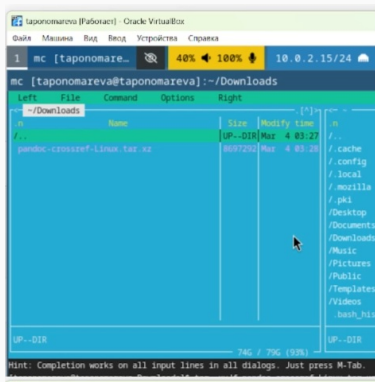 taponomareva [Работает] - Oracle VirtualBox
Файл Машина Вид Ввод Устройства Справка
1 mc [taponomare… 40% 100% 10.0.2.15/24
mc [taponomareva@taponomareva]:~/Downloads
Left File Command Options Right
~/Downloads .[^]
.n Name Size Modify time .n
/.. UP--DIR Mar 4 03:27 /..
pandoc-crossref-Linux.tar.xz 8697292 Mar 4 03:28 /.cache
/.config
/.local
/.mozilla
/.pki
/Desktop
/Documents
/Downloads
/Music
/Pictures
/Public
/Templates
/Videos
.bash_his
UP--DIR UP--DIR
74G / 79G (93%)
Hint: Completion works on all input lines in all dialogs. Just press M-Tab.